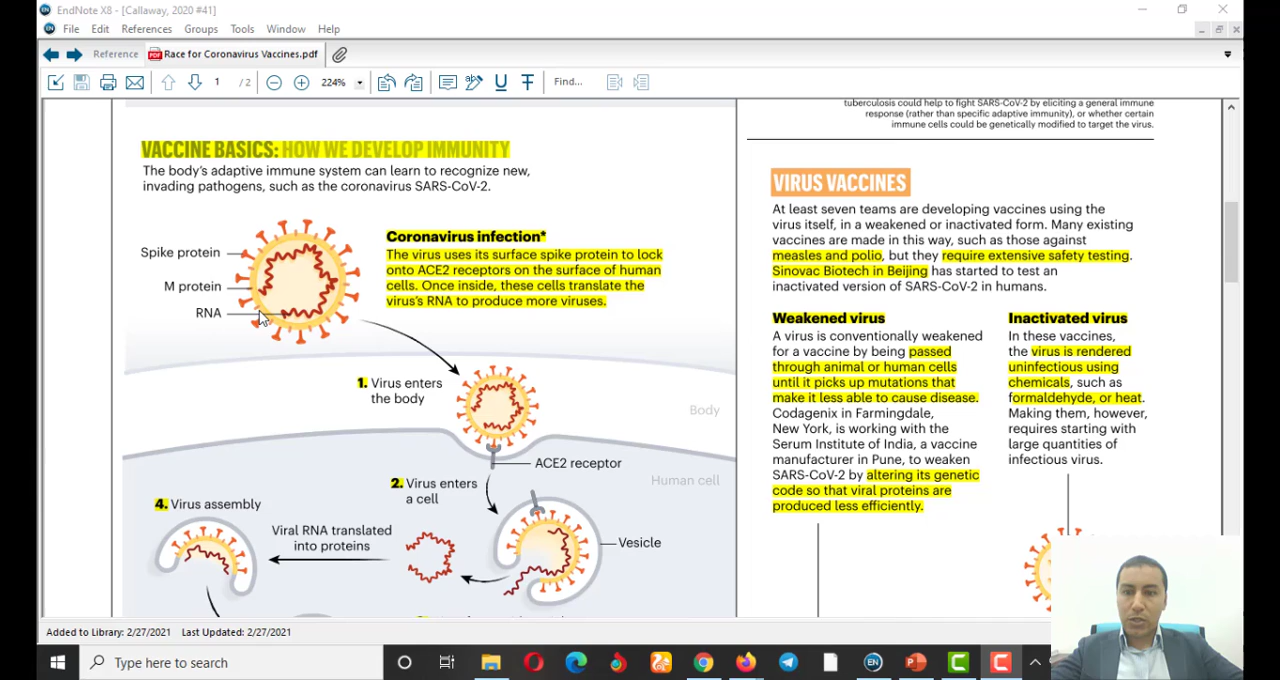 EndNote X8 - [Callaway, 2020 #41]
File Edit References Groups Tools Window Help
Reference Race for Coronavirus Vaccines.pdf
1 / 2 224% Find...
VACCINE BASICS: HOW WE DEVELOP IMMUNITY
The body's adaptive immune system can learn to recognize new,
invading pathogens, such as the coronavirus SARS-CoV-2.
Spike protein
M protein
RNA
Coronavirus infection*
The virus uses its surface spike protein to lock
onto ACE2 receptors on the surface of human
cells. Once inside, these cells translate the
virus's RNA to produce more viruses.
1. Virus enters
the body
Body
ACE2 receptor
Human cell
2. Virus enters
a cell
Vesicle
4. Virus assembly
Viral RNA translated
into proteins
tuberculosis could help to fight SARS-CoV-2 by eliciting a general immune
response (rather than specific adaptive immunity), or whether certain
immune cells could be genetically modified to target the virus.
VIRUS VACCINES
At least seven teams are developing vaccines using the
virus itself, in a weakened or inactivated form. Many existing
vaccines are made in this way, such as those against
measles and polio, but they require extensive safety testing.
Sinovac Biotech in Beijing has started to test an
inactivated version of SARS-CoV-2 in humans.
Weakened virus
A virus is conventionally weakened
for a vaccine by being passed
through animal or human cells
until it picks up mutations that
make it less able to cause disease.
Codagenix in Farmingdale,
New York, is working with the
Serum Institute of India, a vaccine
manufacturer in Pune, to weaken
SARS-CoV-2 by altering its genetic
code so that viral proteins are
produced less efficiently.
Inactivated virus
In these vaccines,
the virus is rendered
uninfectious using
chemicals, such as
formaldehyde, or heat.
Making them, however,
requires starting with
large quantities of
infectious virus.
Added to Library: 2/27/2021 Last Updated: 2/27/2021
Type here to search